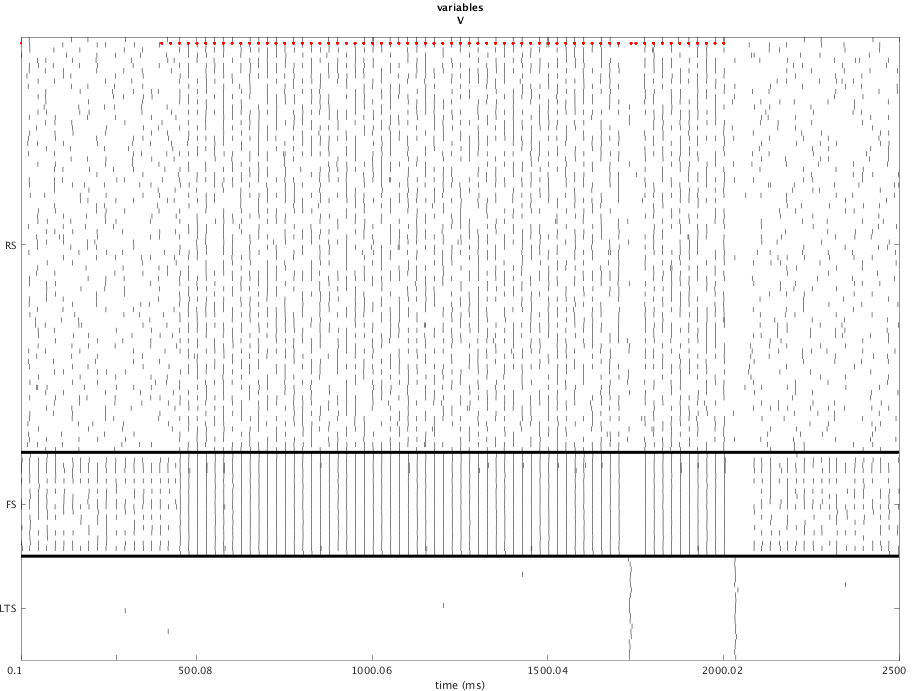 variables
V
RS
FS
LTS
0.1
500.08
1000.06
1500.04
2000.02
2500
time (ms)